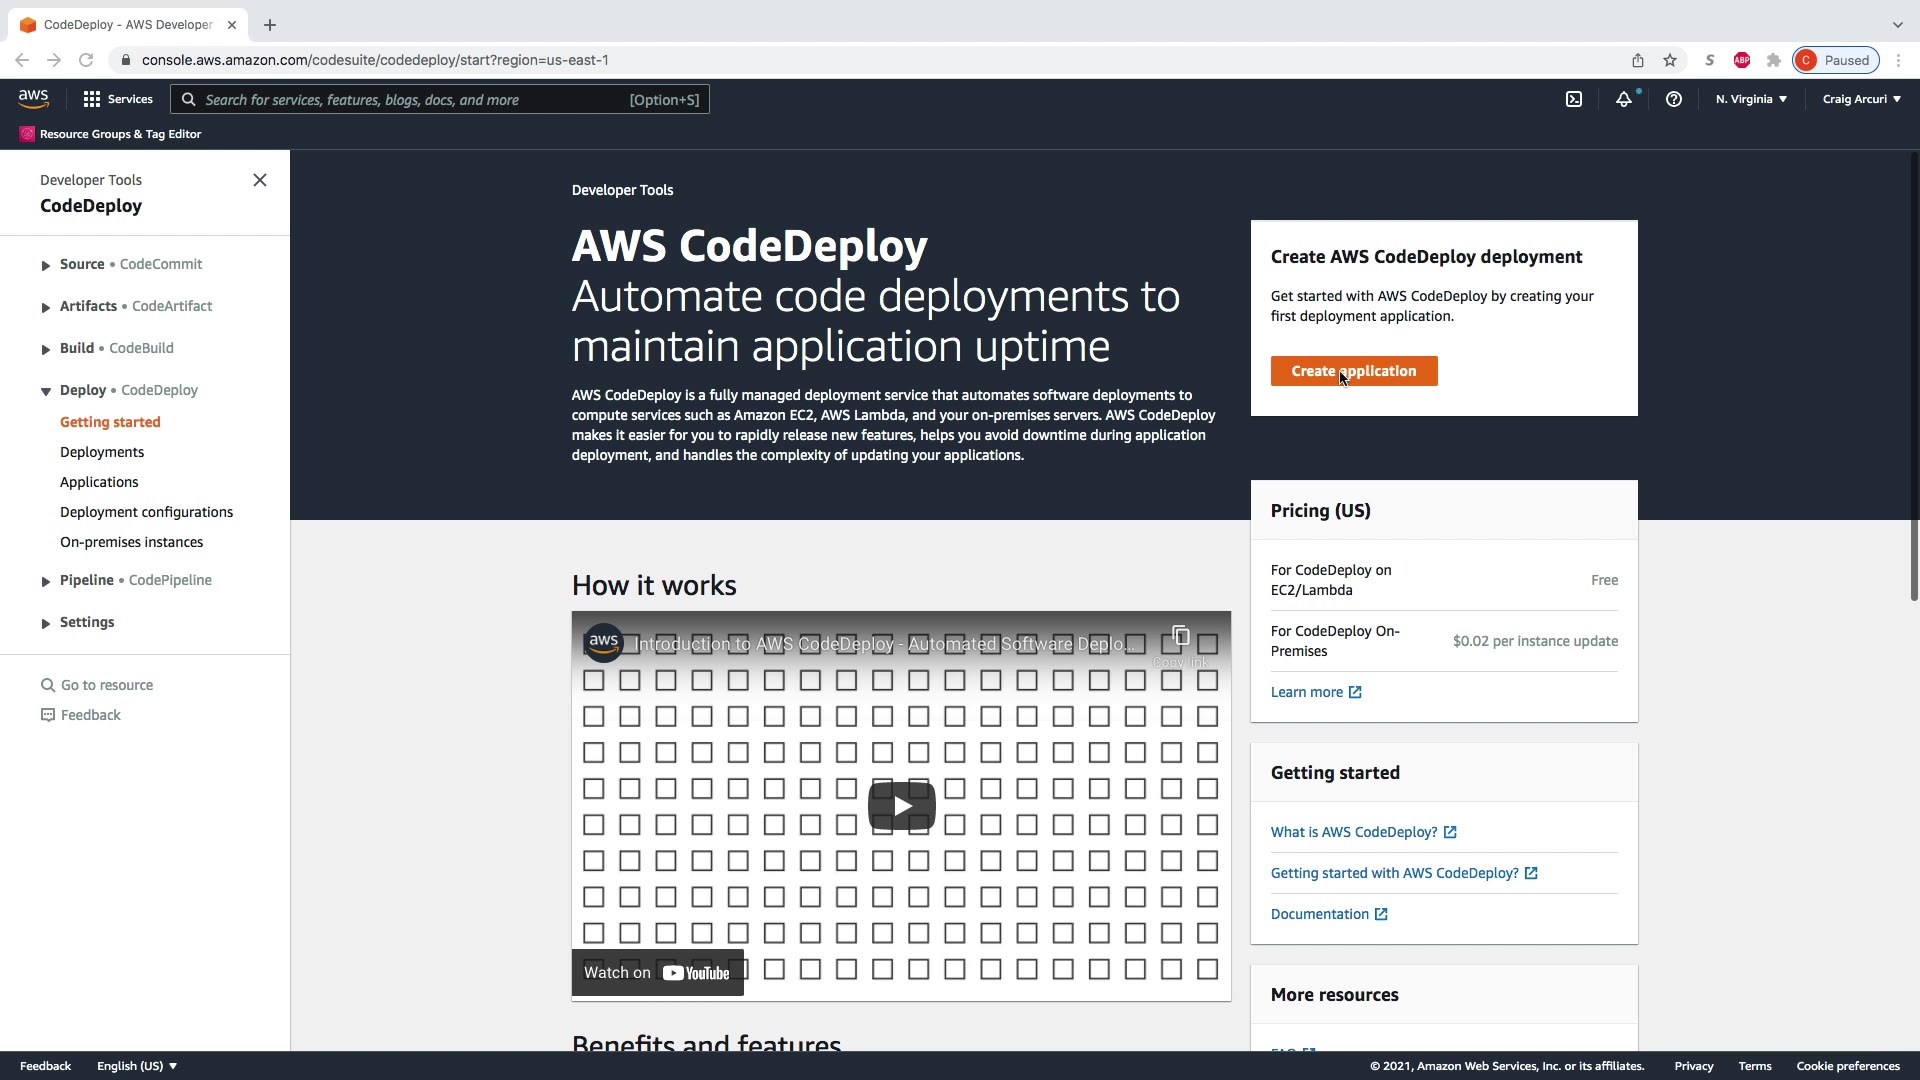 CodeDeploy - AWS Developer
console.aws.amazon.com/codesuite/codedeploy/start?region=us-east-1
S
ABP
C
Paused
aws
Services
Search for services, features, blogs, docs, and more
[Option+S]
N. Virginia
Craig Arcuri
Resource Groups & Tag Editor
Developer Tools
CodeDeploy
Source • CodeCommit
Artifacts • CodeArtifact
Build • CodeBuild
Deploy • CodeDeploy
Getting started
Deployments
Applications
Deployment configurations
On-premises instances
Pipeline • CodePipeline
Settings
Go to resource
Feedback
Developer Tools
AWS CodeDeploy
Automate code deployments to
maintain application uptime
AWS CodeDeploy is a fully managed deployment service that automates software deployments to
compute services such as Amazon EC2, AWS Lambda, and your on-premises servers. AWS CodeDeploy
makes it easier for you to rapidly release new features, helps you avoid downtime during application
deployment, and handles the complexity of updating your applications.
Create AWS CodeDeploy deployment
Get started with AWS CodeDeploy by creating your
first deployment application.
Create application
How it works
aws
Introduction to AWS CodeDeploy - Automated Software Deplo...
Copy link
Watch on YouTube
Benefits and features
Pricing (US)
For CodeDeploy on
EC2/Lambda
Free
For CodeDeploy On-
Premises
$0.02 per instance update
Learn more
Getting started
What is AWS CodeDeploy?
Getting started with AWS CodeDeploy?
Documentation
More resources
FAQ
Feedback
English (US)
© 2021, Amazon Web Services, Inc. or its affiliates.
Privacy
Terms
Cookie preferences